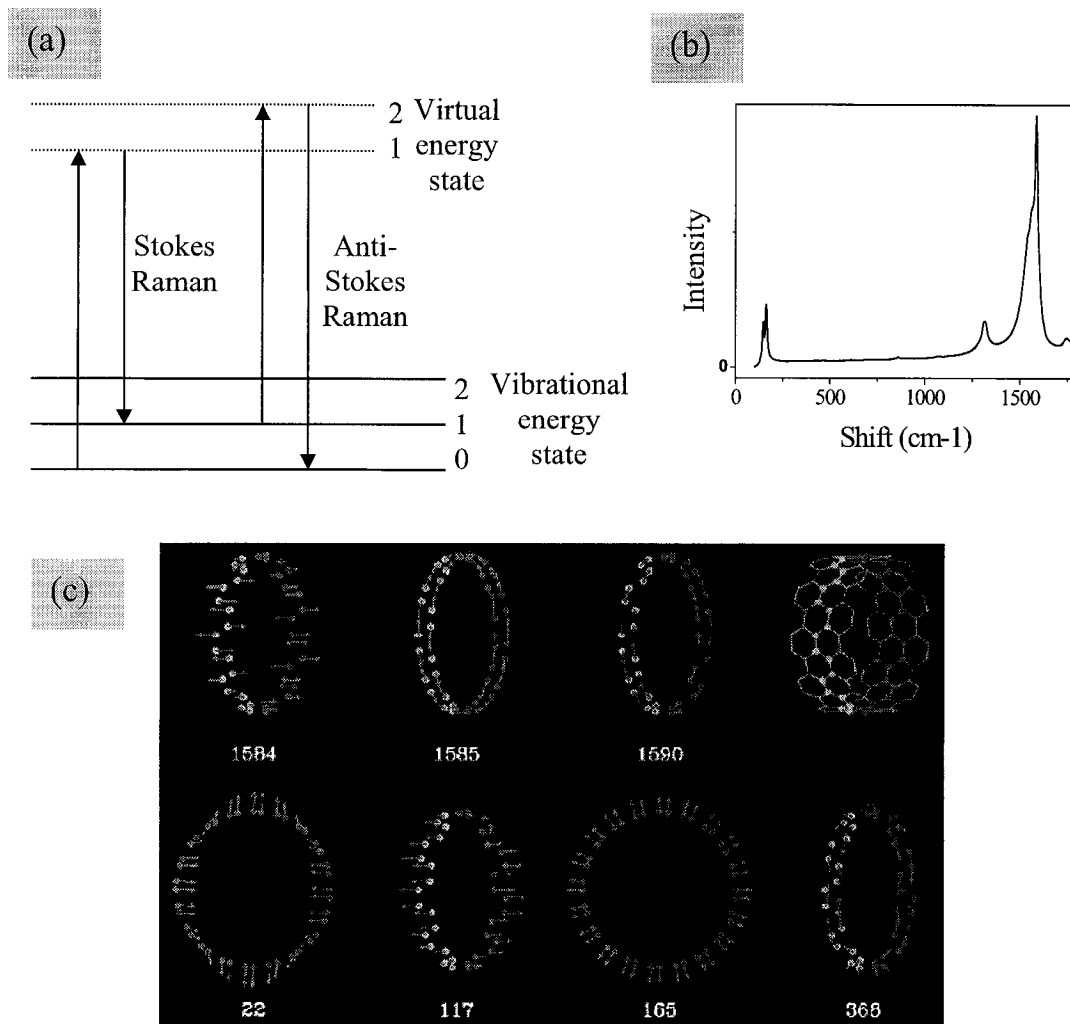 (a)
2 Virtual
1 energy
state
Stokes
Raman
Anti-
Stokes
Raman
2 Vibrational
1 energy
0 state
(b)
Intensity
0
0 500 1000 1500
Shift (cm-1)
(c)
1584 1585 1590
22 117 165 368